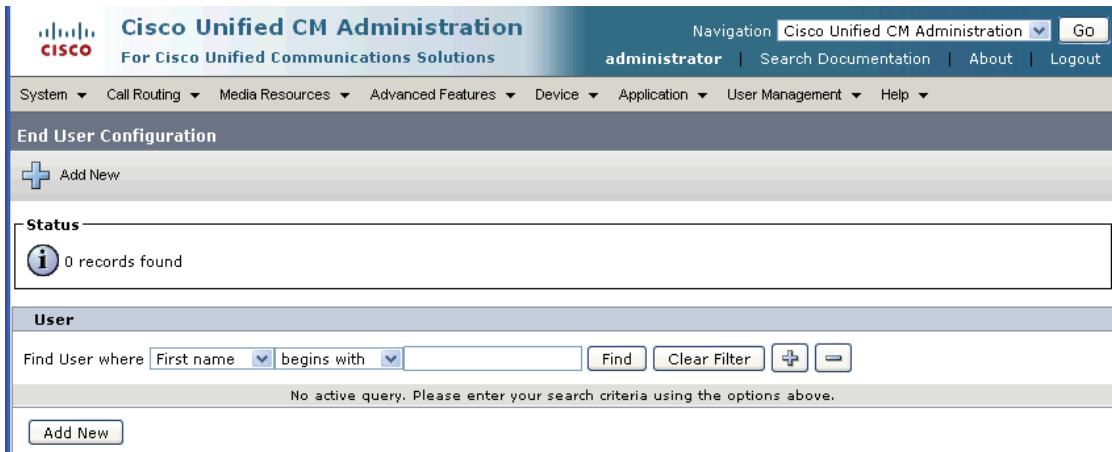 Cisco Unified CM Administration
CISCO
For Cisco Unified Communications Solutions
Navigation Cisco Unified CM Administration Go
administrator | Search Documentation | About | Logout
System Call Routing Media Resources Advanced Features Device Application User Management Help
End User Configuration
Add New
Status
i 0 records found
User
Find User where First name begins with Find Clear Filter
No active query. Please enter your search criteria using the options above.
Add New